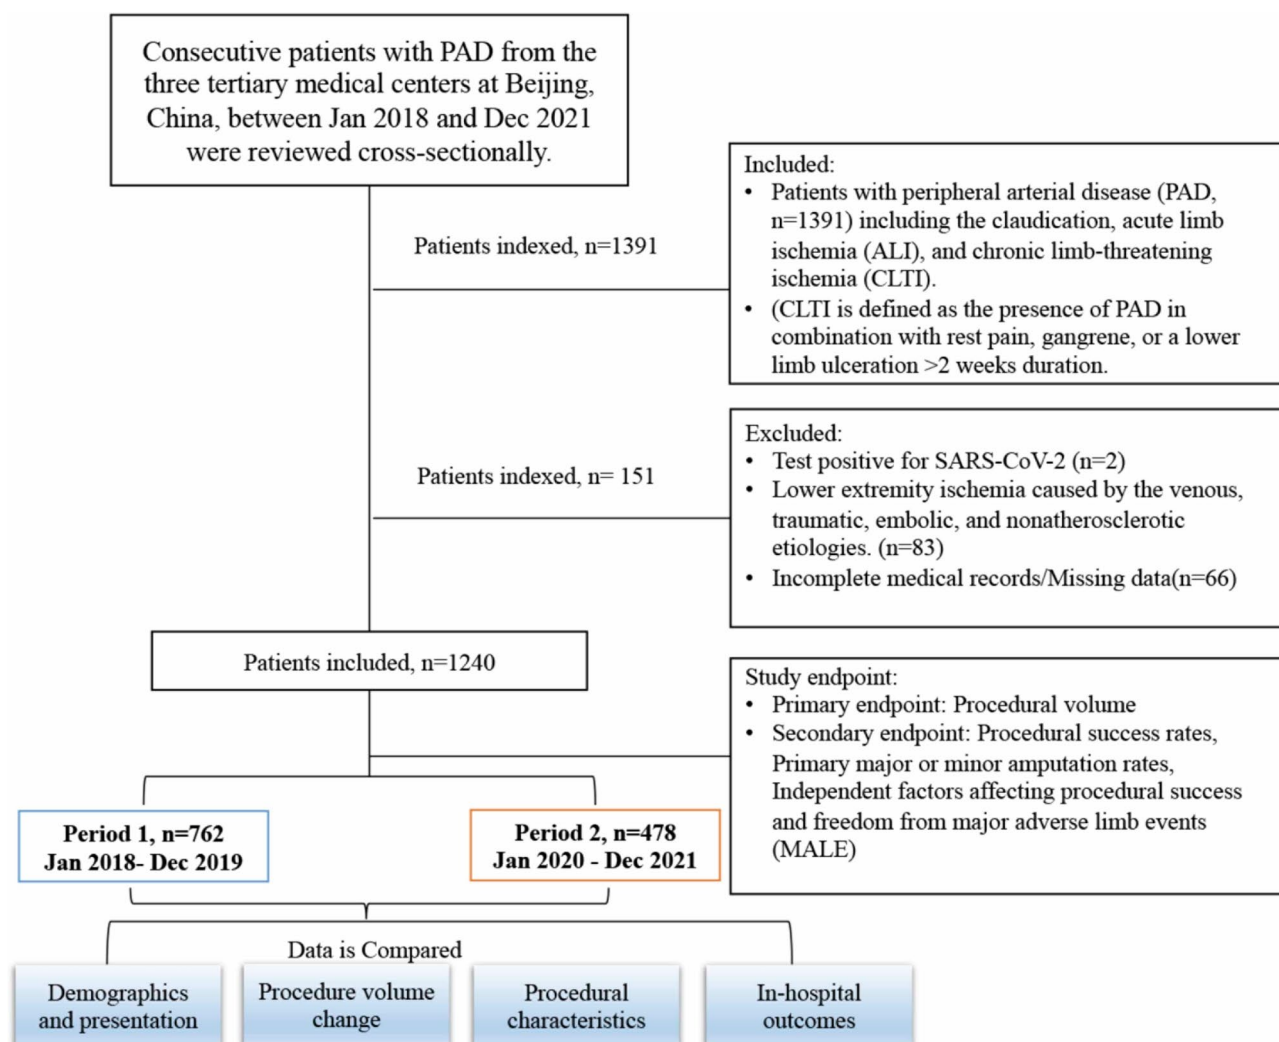 Consecutive patients with PAD from the
three tertiary medical centers at Beijing,
China, between Jan 2018 and Dec 2021
were reviewed cross-sectionally.
Patients indexed, n=1391
Included:
• Patients with peripheral arterial disease (PAD,
n=1391) including the claudication, acute limb
ischemia (ALI), and chronic limb-threatening
ischemia (CLTI).
• (CLTI is defined as the presence of PAD in
combination with rest pain, gangrene, or a lower
limb ulceration >2 weeks duration.
Patients indexed, n= 151
Excluded:
• Test positive for SARS-CoV-2 (n=2)
• Lower extremity ischemia caused by the venous,
traumatic, embolic, and nonatherosclerotic
etiologies. (n=83)
• Incomplete medical records/Missing data(n=66)
Patients included, n=1240
Study endpoint:
• Primary endpoint: Procedural volume
• Secondary endpoint: Procedural success rates,
Primary major or minor amputation rates,
Independent factors affecting procedural success
and freedom from major adverse limb events
(MALE)
Period 1, n=762
Jan 2018- Dec 2019
Period 2, n=478
Jan 2020 - Dec 2021
Data is Compared
Demographics
and presentation
Procedure volume
change
Procedural
characteristics
In-hospital
outcomes